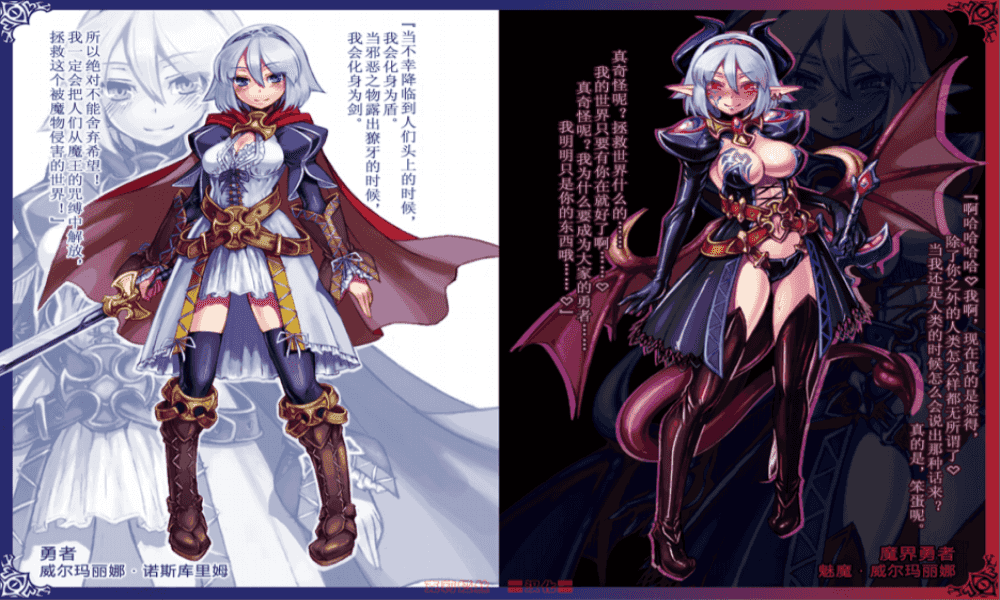 『当不幸降临到人们头上的时候，
我会化身为盾。
当邪恶之物露出獠牙的时候，
我会化身为剑。
所以绝对不能舍弃希望！
我一定会把人们从魔王的咒缚中解放，
拯救这个被魔物侵害的世界！』
勇者
威尔玛丽娜·诺斯库里姆
『啊哈哈哈哈♡我啊，现在真的是觉得，
除了你之外的人类怎么样都无所谓了♡
当我还是人类的时候怎么会说出那种话来？
真的是，笨蛋呢。
真奇怪呢？拯救世界什么的……
我的世界只要有你在就好了啊……♡
真奇怪呢？我为什么要成为大家的勇者……
我明明只是你的东西哦……♡』
魔界勇者
魅魔·威尔玛丽娜